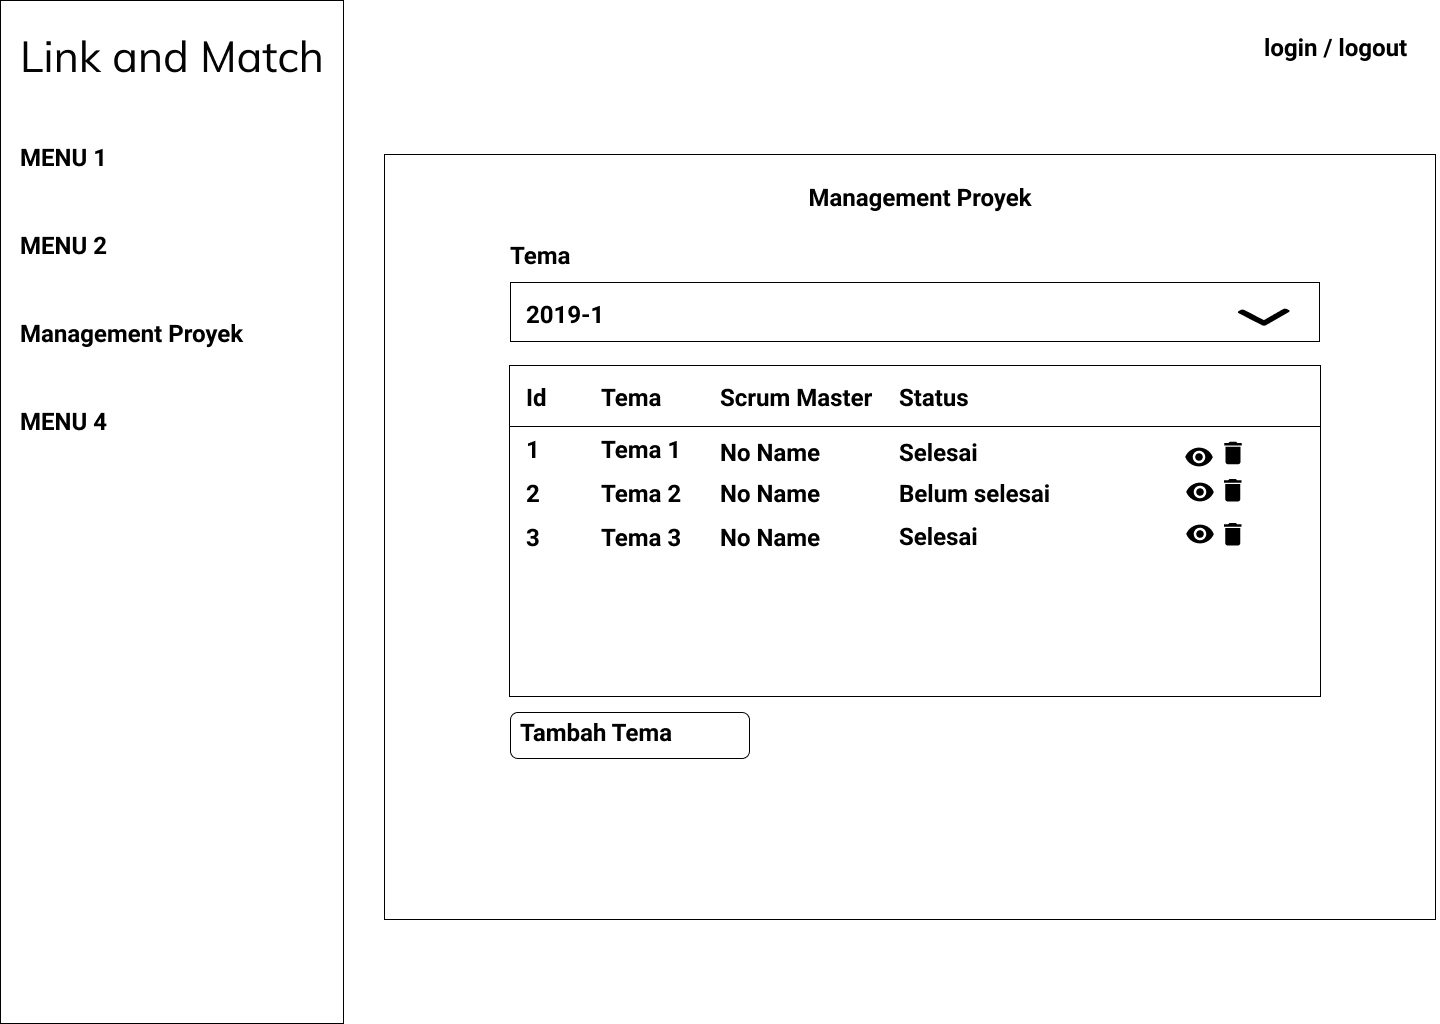 Link and Match
login / logout
MENU 1
MENU 2
Management Proyek
MENU 4
Management Proyek
Tema
2019-1
Id Tema Scrum Master Status
1 Tema 1 No Name Selesai
2 Tema 2 No Name Belum selesai
3 Tema 3 No Name Selesai
Tambah Tema